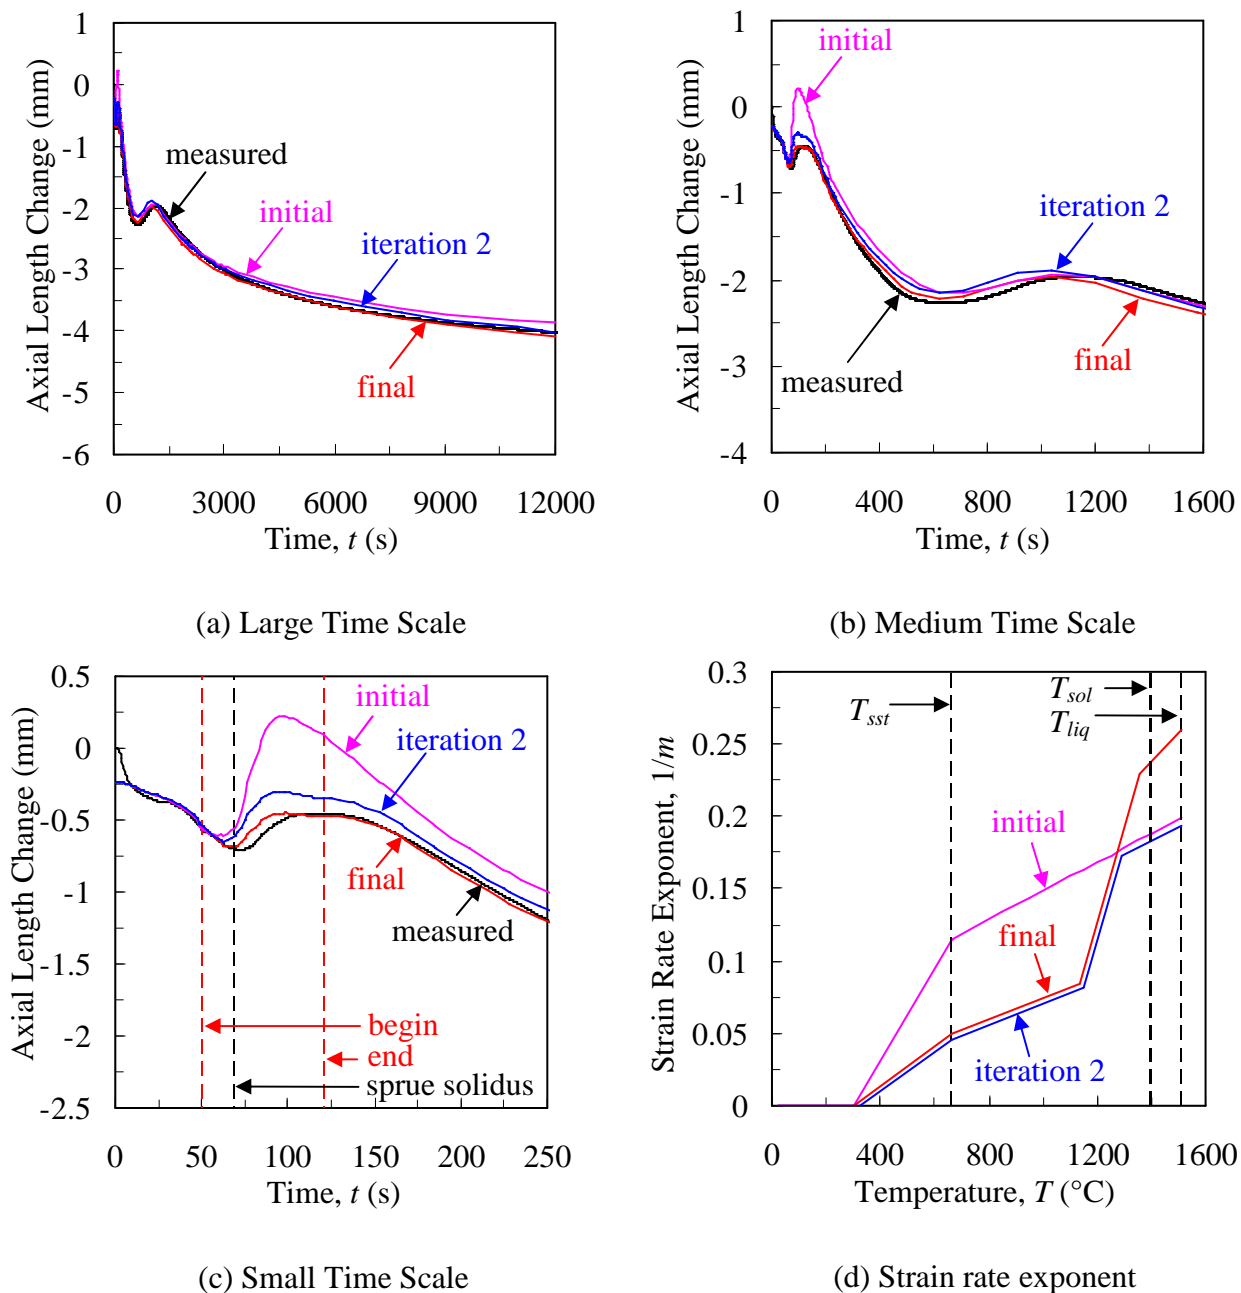 1
0
-1
-2
-3
-4
-5
-6
Axial Length Change (mm)
measured
initial
iteration 2
final
0 3000 6000 9000 12000
Time, t (s)
(a) Large Time Scale
1
0
-1
-2
-3
-4
Axial Length Change (mm)
initial
iteration 2
measured
final
0 400 800 1200 1600
Time, t (s)
(b) Medium Time Scale
0.5
0
-0.5
-1
-1.5
-2
-2.5
Axial Length Change (mm)
initial
iteration 2
final
measured
begin
end
sprue solidus
0 50 100 150 200 250
Time, t (s)
(c) Small Time Scale
0.3
0.25
0.2
0.15
0.1
0.05
0
Strain Rate Exponent, 1/m
Tsst
Tsol
Tliq
initial
final
iteration 2
0 400 800 1200 1600
Temperature, T (°C)
(d) Strain rate exponent